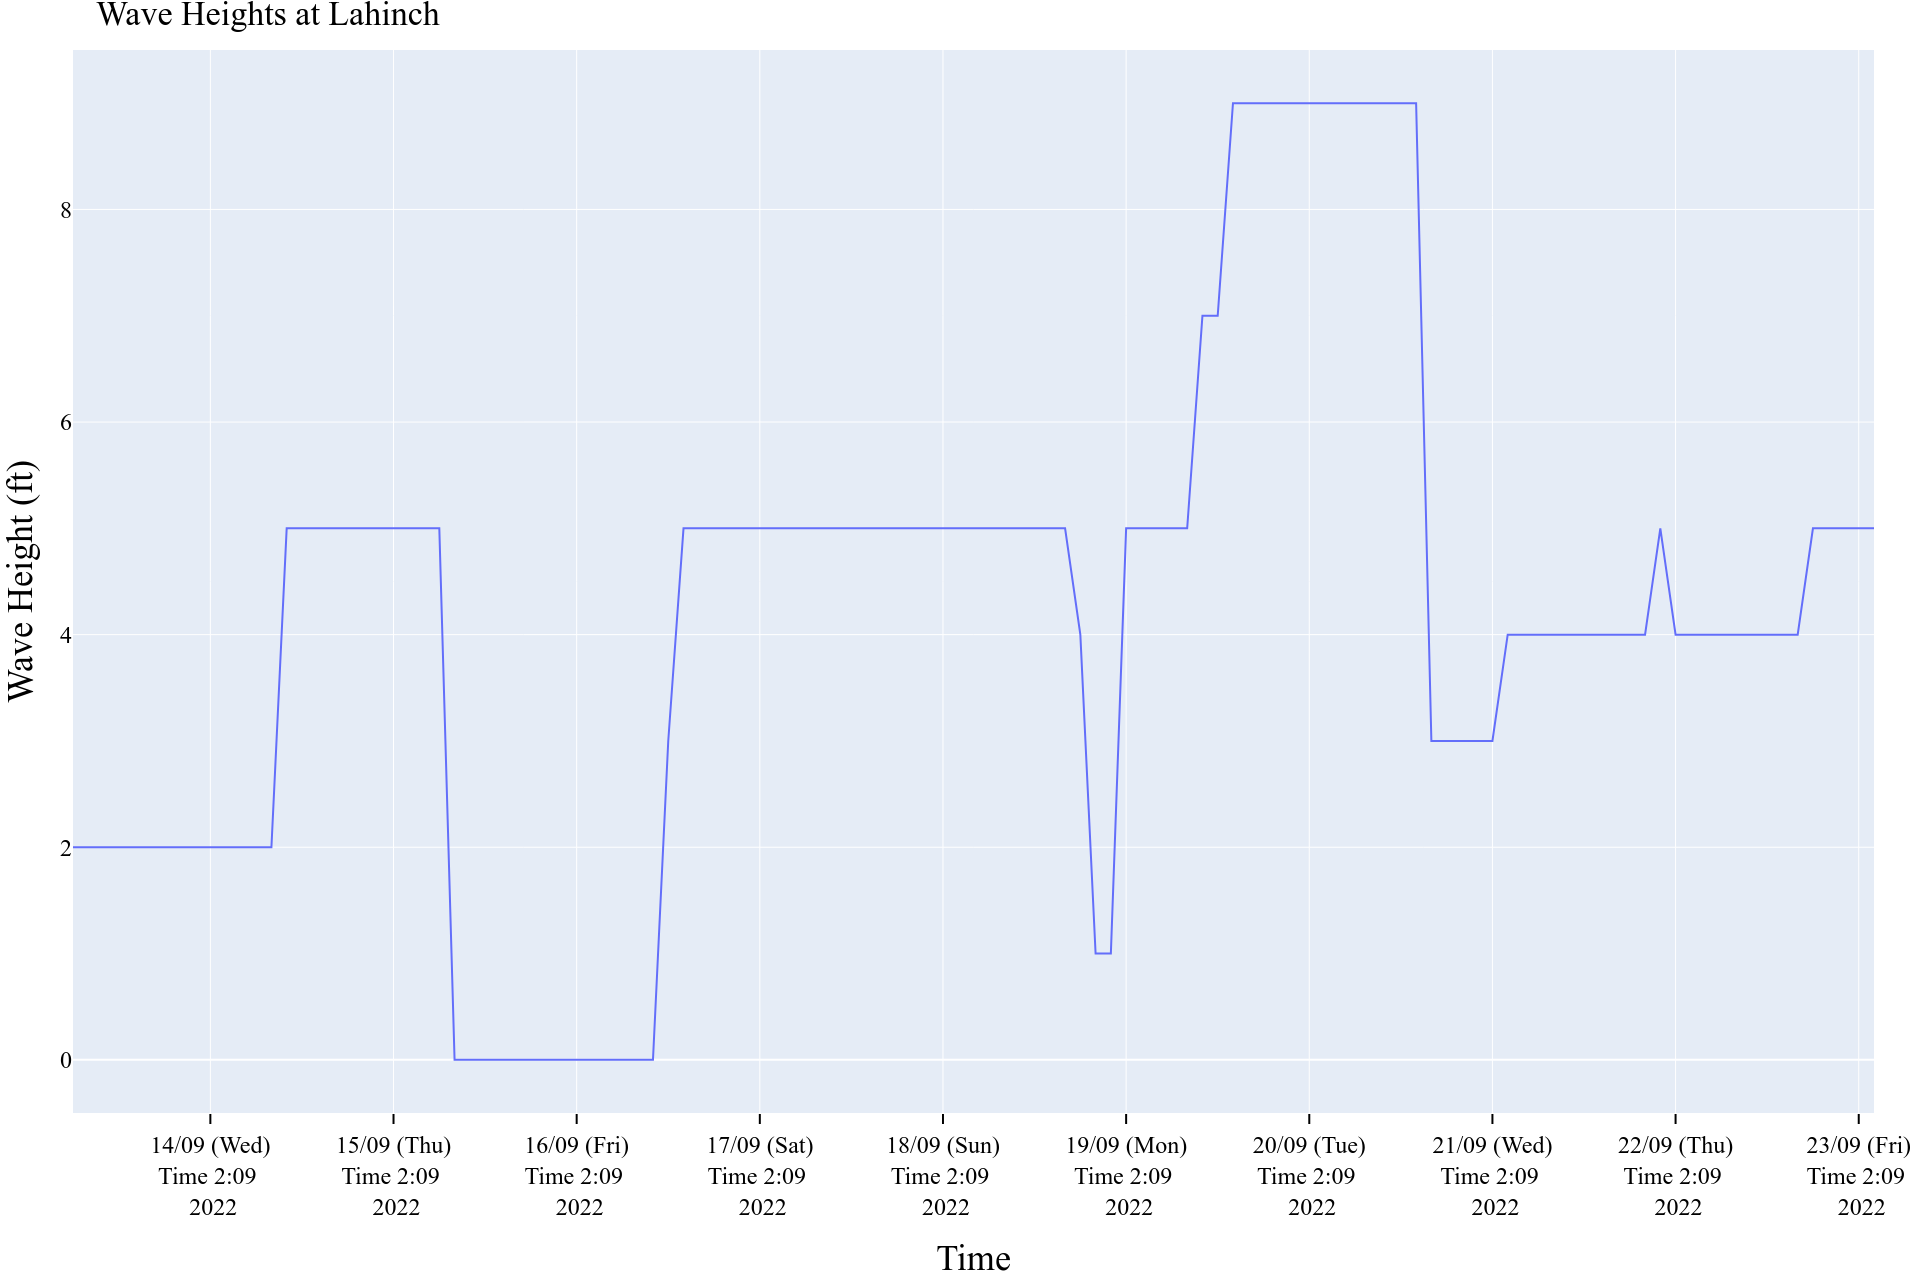 Wave Heights at Lahinch
Wave Height (ft)
8
6
4
2
0
14/09 (Wed)
Time 2:09
2022
15/09 (Thu)
Time 2:09
2022
16/09 (Fri)
Time 2:09
2022
17/09 (Sat)
Time 2:09
2022
18/09 (Sun)
Time 2:09
2022
19/09 (Mon)
Time 2:09
2022
20/09 (Tue)
Time 2:09
2022
21/09 (Wed)
Time 2:09
2022
22/09 (Thu)
Time 2:09
2022
23/09 (Fri)
Time 2:09
2022
Time